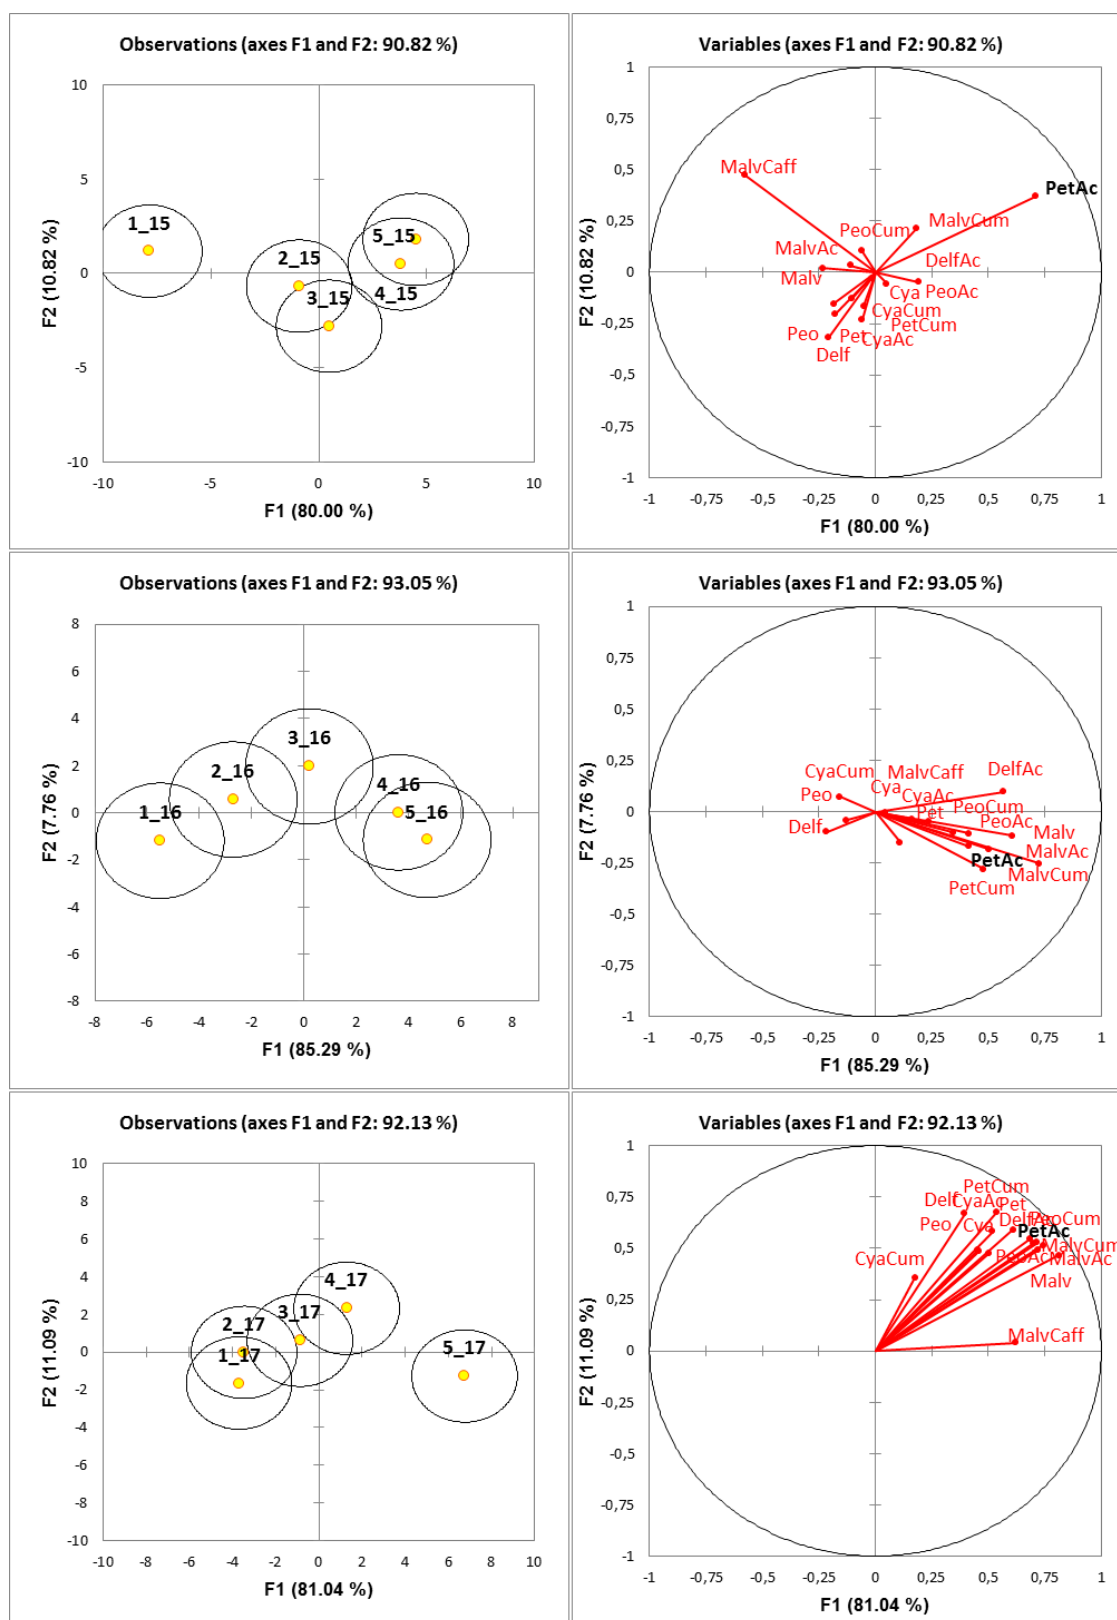 Observations (axes F1 and F2: 90.82 %)
10
5
0
-5
-10
-10 -5 0 5 10
F2 (10.82 %)
F1 (80.00 %)
1_15
2_15
3_15
4_15
5_15
Variables (axes F1 and F2: 90.82 %)
1
0,75
0,5
0,25
0
-0,25
-0,5
-0,75
-1
-1 -0,75 -0,5 -0,25 0 0,25 0,5 0,75 1
F2 (10.82 %)
F1 (80.00 %)
MalvCaff
PetAc
PeoCum
MalvCum
MalvAc
DelfAc
Malv
Cya
PeoAc
CyaCum
PetCum
Peo
Pet
CyaAc
Delf
Observations (axes F1 and F2: 93.05 %)
8
6
4
2
0
-2
-4
-6
-8
-8 -6 -4 -2 0 2 4 6 8
F2 (7.76 %)
F1 (85.29 %)
1_16
2_16
3_16
4_16
5_16
Variables (axes F1 and F2: 93.05 %)
1
0,75
0,5
0,25
0
-0,25
-0,5
-0,75
-1
-1 -0,75 -0,5 -0,25 0 0,25 0,5 0,75 1
F2 (7.76 %)
F1 (85.29 %)
CyaCum
MalvCaff
DelfAc
Peo
Cya
CyaAc
Delf
Pet
PeoCum
PeoAc
Malv
PetAc
MalvAc
PetCum
MalvCum
Observations (axes F1 and F2: 92.13 %)
10
8
6
4
2
0
-2
-4
-6
-8
-10
-10 -8 -6 -4 -2 0 2 4 6 8 10
F2 (11.09 %)
F1 (81.04 %)
4_17
3_17
2_17
1_17
5_17
Variables (axes F1 and F2: 92.13 %)
1
0,75
0,5
0,25
0
-0,25
-0,5
-0,75
-1
-1 -0,75 -0,5 -0,25 0 0,25 0,5 0,75 1
F2 (11.09 %)
F1 (81.04 %)
PetCum
Delf
CyaAc
Pet
Peo
Cya
DelfAc
PeoCum
PetAc
CyaCum
PeoAc
MalvCum
MalvAc
Malv
MalvCaff